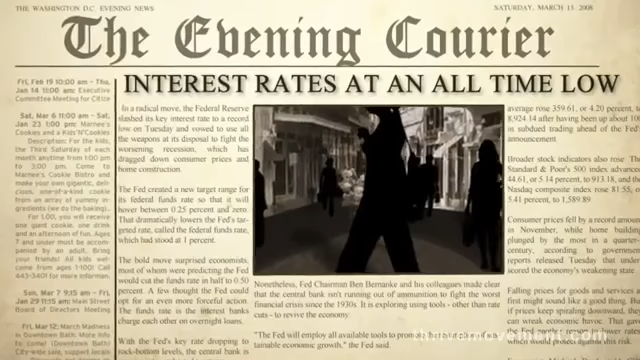 THE WASHINGTON D.C. EVENING NEWS
SATURDAY, MARCH 13, 2008
The Evening Courier
INTEREST RATES AT AN ALL TIME LOW
Fri, Feb 19 10:00 am - Thu,
Jan 14 11:00 am: Executive
Committee Meeting for Citize
Sat, Mar 6 11:00 am - Sat,
Jan 23 1:00 pm: Marnee's
Cookies and a Kids'N'Cookies
Description: For the kids,
the Third Saturday of each
month anytime from 1:00 pm
to 3:00 pm. Come to
Marnee's Cookie Bistro and
make your own gigantic, deli-
cious, one-of-a-kind cookie
from an array of yummy in-
gredients (we do the baking).
For 1.00, you will receive
one giant cookie, one drink
and an afternoon of fun. Ages
7 and under must be accom-
panied by an adult. Bring
your friends! All kids wel-
come from ages 1-100! Call
443-540 for more informat
Sun, Mar 7 9:15 am - Fri,
Jan 29 11:15 am: Main Street
Board of Directors Meeting
Fri, Mar 12: March Madness
in Downtown Bath. More info
to come! Downtown Bath
City-wide sale, support locals
In a radical move, the Federal Reserve
slashed its key interest rate to a record
low on Tuesday and vowed to use all
the weapons at its disposal to fight the
worsening recession, which has
dragged down consumer prices and
home construction.
The Fed created a new target range for
its federal funds rate so that it will
hover between 0.25 percent and zero.
That dramatically lowers the Fed's tar-
geted rate, called the federal funds rate,
which had stood at 1 percent.
The bold move surprised economists,
most of whom were predicting the Fed
would cut the funds rate in half to 0.50
percent. A few thought the Fed could
opt for an even more forceful action.
The funds rate is the interest banks
charge each other on overnight loans.
With the Fed's key rate dropping to
rock-bottom levels, the central bank is
Nonetheless, Fed Chairman Ben Bernanke and his colleagues made clear
that the central bank isn't running out of ammunition to fight the worst
financial crisis since the 1930s. It is exploring using tools - other than rate
cuts - to revive the economy.
"The Fed will employ all available tools to promo
tainable economic growth," the Fed said.
average rose 359.61, or 4.20 percent, t
8,924.14 after having been up about 100
in subdued trading ahead of the Fed
announcement.
Broader stock indicators also rose. Th
Standard & Poor's 500 index advance
44.61, or 5.14 percent, to 913.18, and th
Nasdaq composite index rose 81.55, o
5.41 percent, to 1,589.89
Consumer prices fell by a record amoun
in November, while home building
plunged by the most in a quarter-
century, according to government
reports released Tuesday that under-
scored the economy's weakening state
Falling prices for goods and services at
first might sound like a good thing. But
if prices keep spiraling downward, they
can wreak economic havoc. The